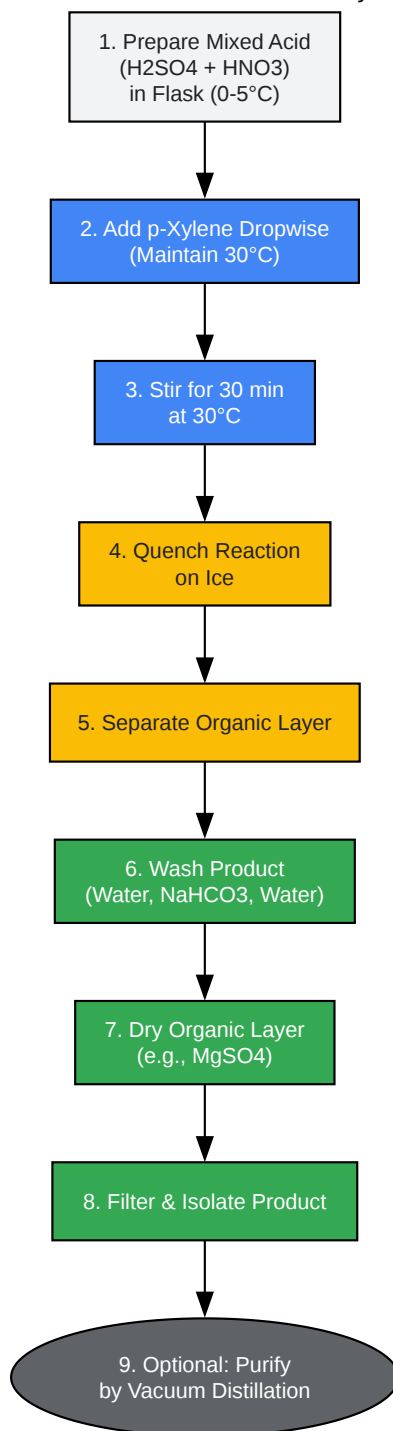 1. Prepare Mixed Acid
(H2SO4 + HNO3)
in Flask (0-5°C)
2. Add p-Xylene Dropwise
(Maintain 30°C)
3. Stir for 30 min
at 30°C
4. Quench Reaction
on Ice
5. Separate Organic Layer
6. Wash Product
(Water, NaHCO3, Water)
7. Dry Organic Layer
(e.g., MgSO4)
8. Filter & Isolate Product
9. Optional: Purify
by Vacuum Distillation